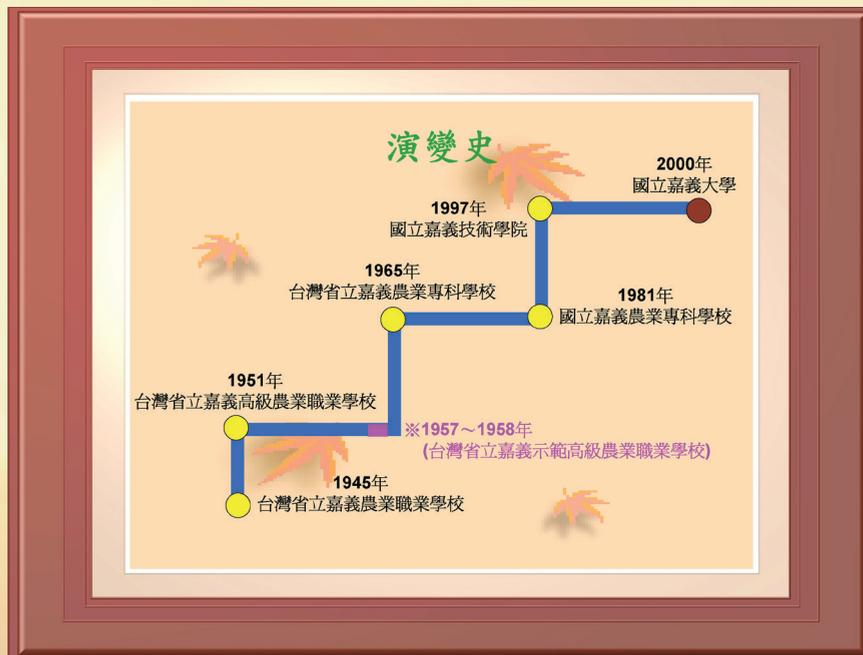 演變史
2000年
國立嘉義大學
1997年
國立嘉義技術學院
1965年
台灣省立嘉義農業專科學校
1981年
國立嘉義農業專科學校
1951年
台灣省立嘉義高級農業職業學校
※1957～1958年
(台灣省立嘉義示範高級農業職業學校)
1945年
台灣省立嘉義農業職業學校